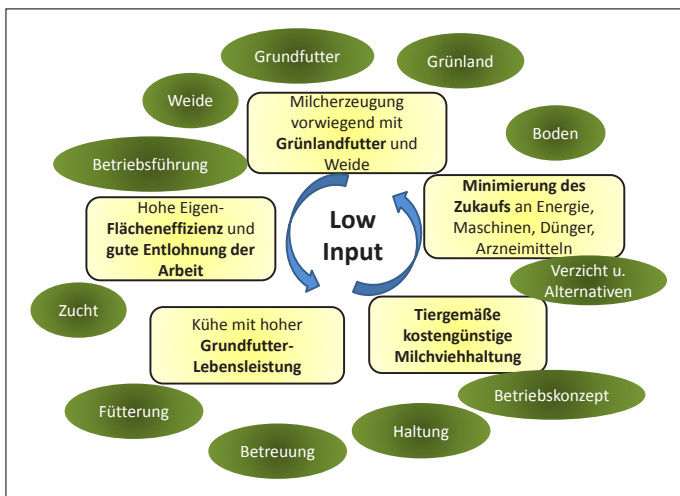 Grundfutter
Grünland
Weide
Milcherzeugung
vorwiegend mit
Grünlandfutter und
Weide
Boden
Betriebsführung
Minimierung des
Zukaufs an Energie,
Maschinen, Dünger,
Arzneimitteln
Hohe Eigen-
Flächeneffizienz und
gute Entlohnung der
Arbeit
Low
Input
Verzicht u.
Alternativen
Zucht
Kühe mit hoher
Grundfutter-
Lebensleistung
Tiergemäße
kostengünstige
Milchviehhaltung
Betriebskonzept
Fütterung
Haltung
Betreuung